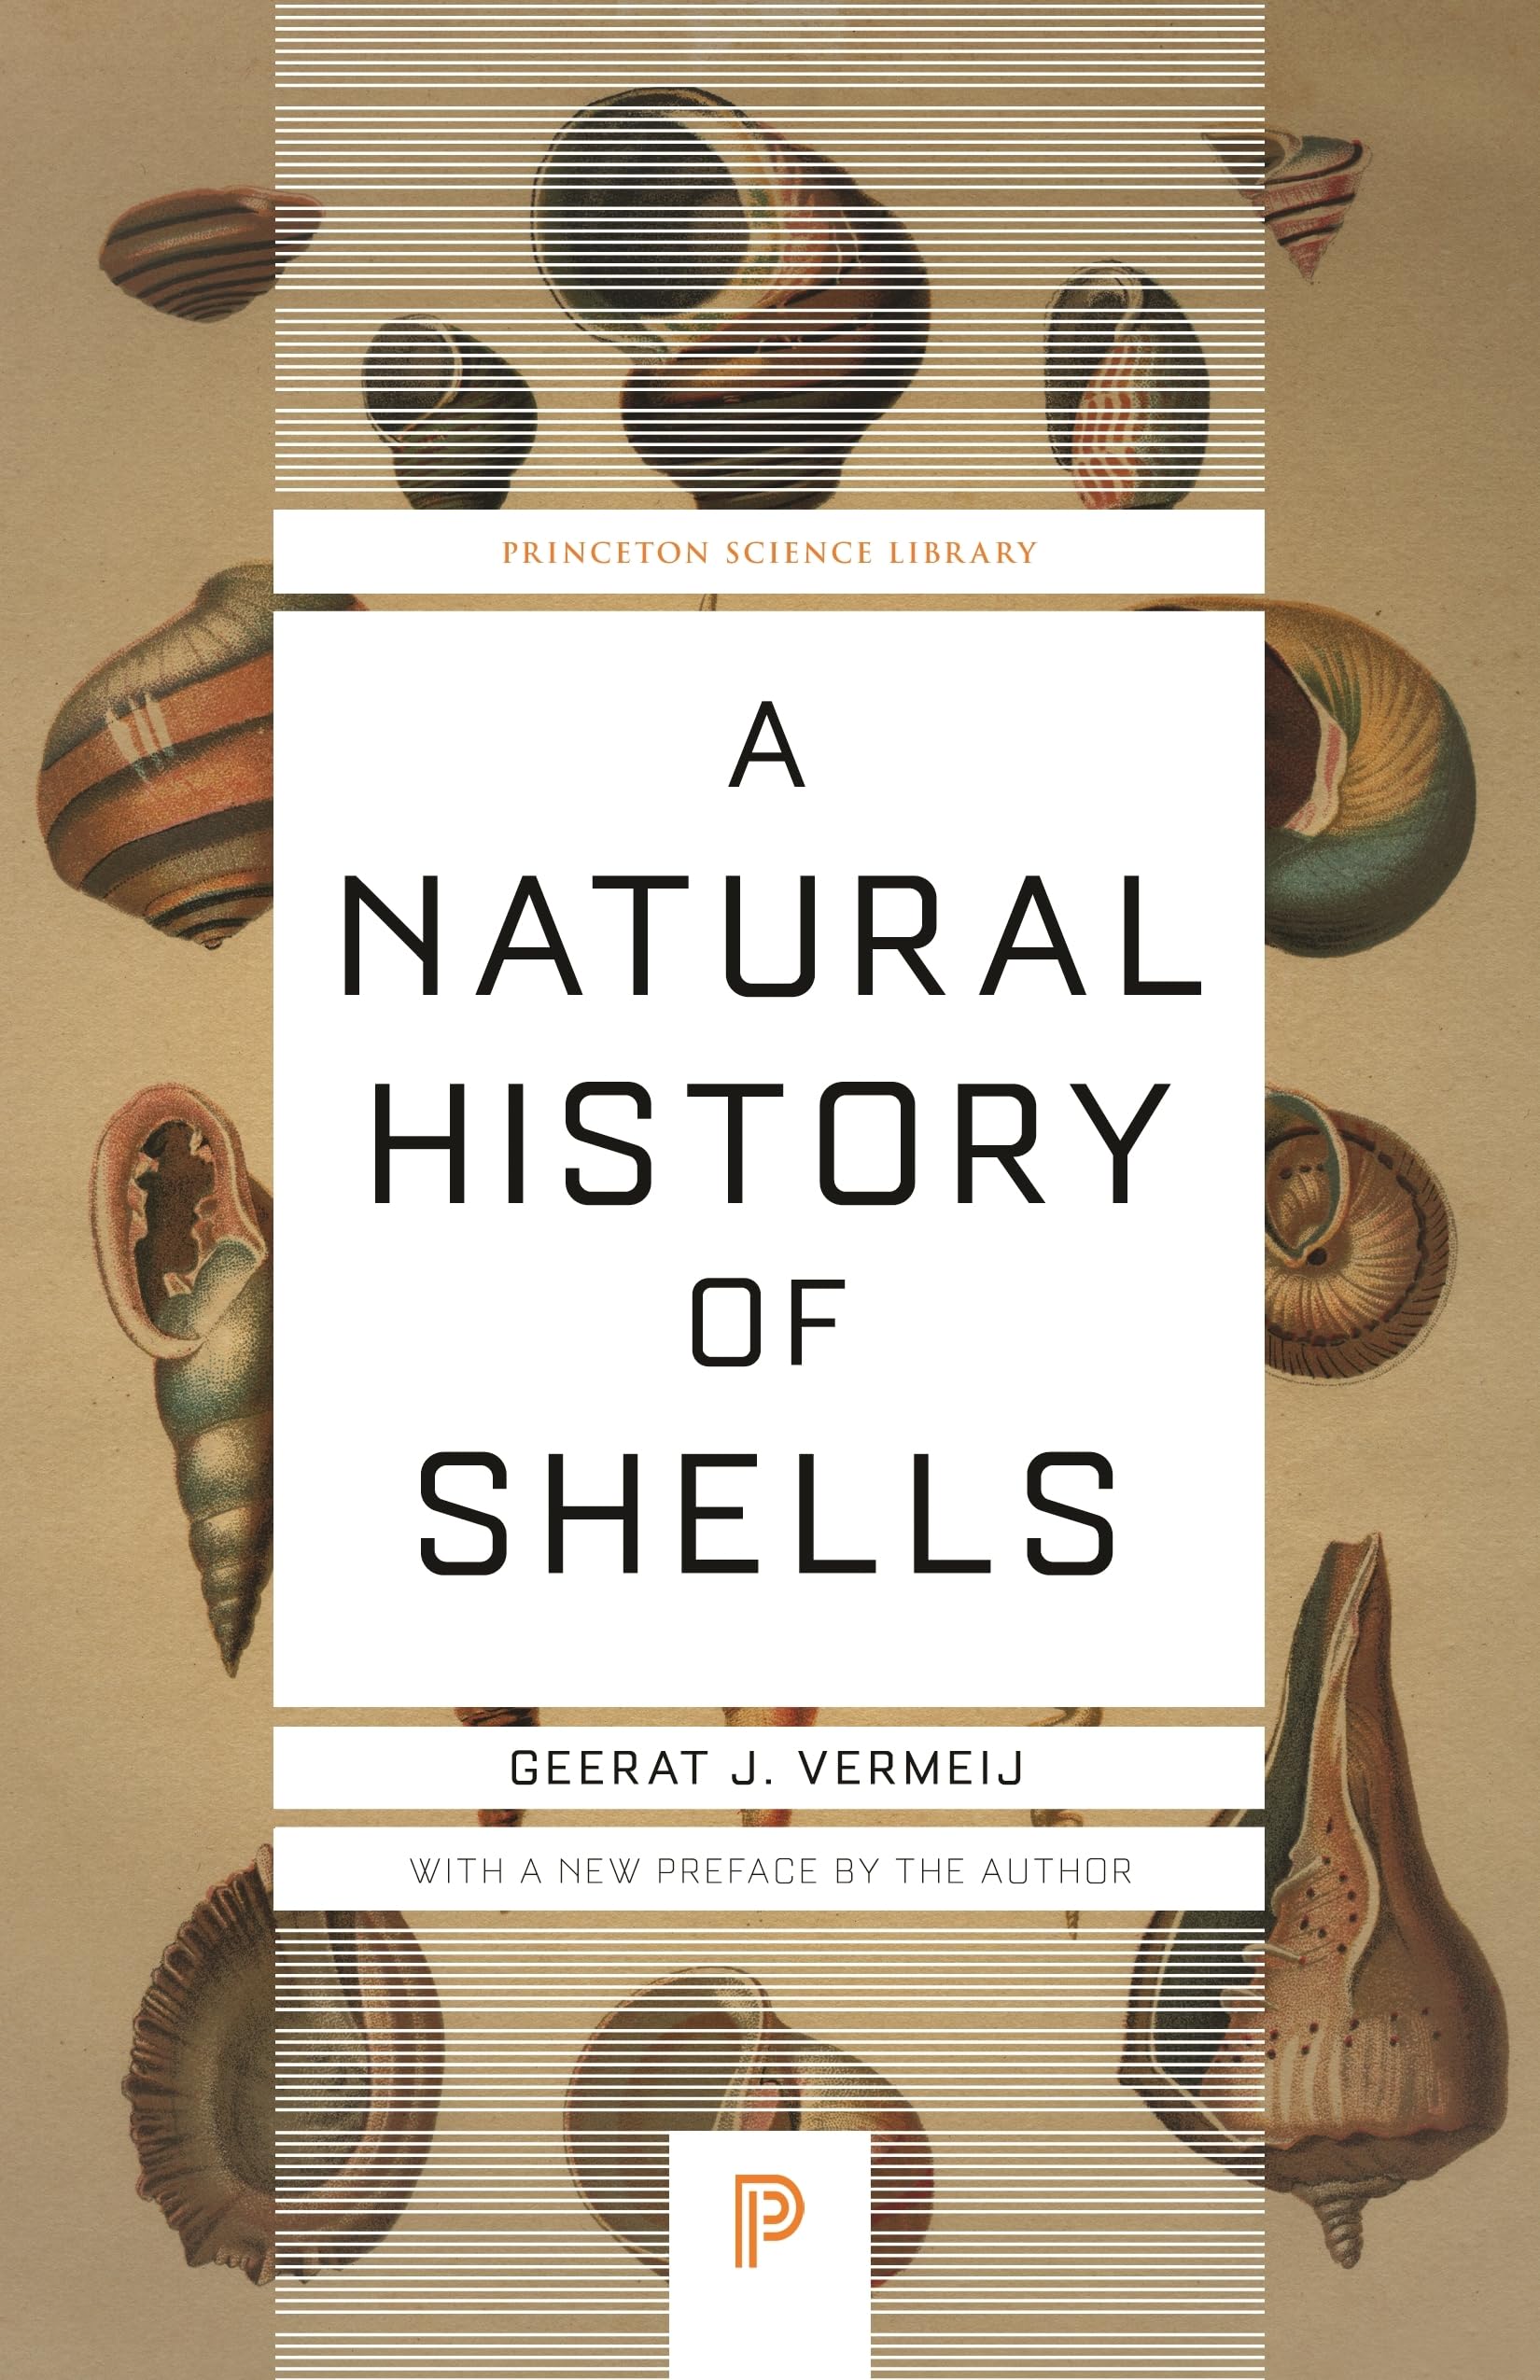 PRINCETON SCIENCE LIBRARY
A
NATURAL
HISTORY
OF
SHELLS
GEERAT J. VERMEIJ
WITH A NEW PREFACE BY THE AUTHOR
P